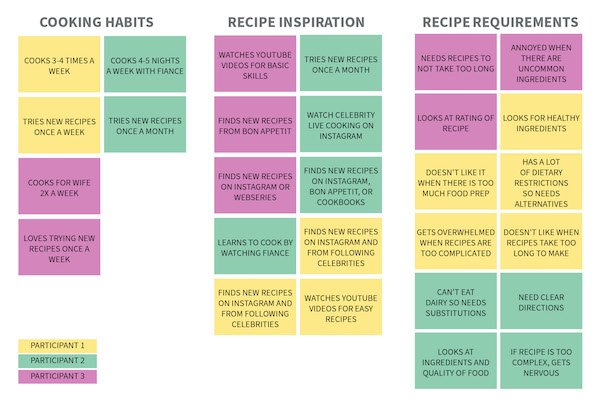 COOKING HABITS
COOKS 3-4 TIMES A
WEEK
COOKS 4-5 NIGHTS
A WEEK WITH FIANCE
TRIES NEW RECIPES
ONCE A WEEK
TRIES NEW RECIPES
ONCE A MONTH
COOKS FOR WIFE
2X A WEEK
LOVES TRYING NEW
RECIPES ONCE A
WEEK
PARTICIPANT 1
PARTICIPANT 2
PARTICIPANT 3
RECIPE INSPIRATION
WATCHES YOUTUBE
VIDEOS FOR BASIC
SKILLS
TRIES NEW RECIPES
ONCE A MONTH
FINDS NEW RECIPES
FROM BON APPETIT
WATCH CELEBRITY
LIVE COOKING ON
INSTAGRAM
FINDS NEW RECIPES
ON INSTAGRAM OR
WEBSERIES
FINDS NEW RECIPES
ON INSTAGRAM,
BON APPETIT, OR
COOKBOOKS
LEARNS TO COOK BY
WATCHING FIANCE
FINDS NEW RECIPES
ON INSTAGRAM AND
FROM FOLLOWING
CELEBRITIES
FINDS NEW RECIPES
ON INSTAGRAM AND
FROM FOLLOWING
CELEBRITIES
WATCHES YOUTUBE
VIDEOS FOR EASY
RECIPES
RECIPE REQUIREMENTS
NEEDS RECIPES TO
NOT TAKE TOO LONG
ANNOYED WHEN
THERE ARE
UNCOMMON
INGREDIENTS
LOOKS AT RATING OF
RECIPE
LOOKS FOR HEALTHY
INGREDIENTS
DOESN'T LIKE IT
WHEN THERE IS TOO
MUCH FOOD PREP
HAS A LOT
OF DIETARY
RESTRICTIONS
SO NEEDS
ALTERNATIVES
GETS OVERWHELMED
WHEN RECIPES ARE
TOO COMPLICATED
DOESN'T LIKE WHEN
RECIPES TAKE TOO
LONG TO MAKE
CAN'T EAT
DAIRY SO NEEDS
SUBSTITUTIONS
NEED CLEAR
DIRECTIONS
LOOKS AT
INGREDIENTS AND
QUALITY OF FOOD
IF RECIPE IS TOO
COMPLEX, GETS
NERVOUS